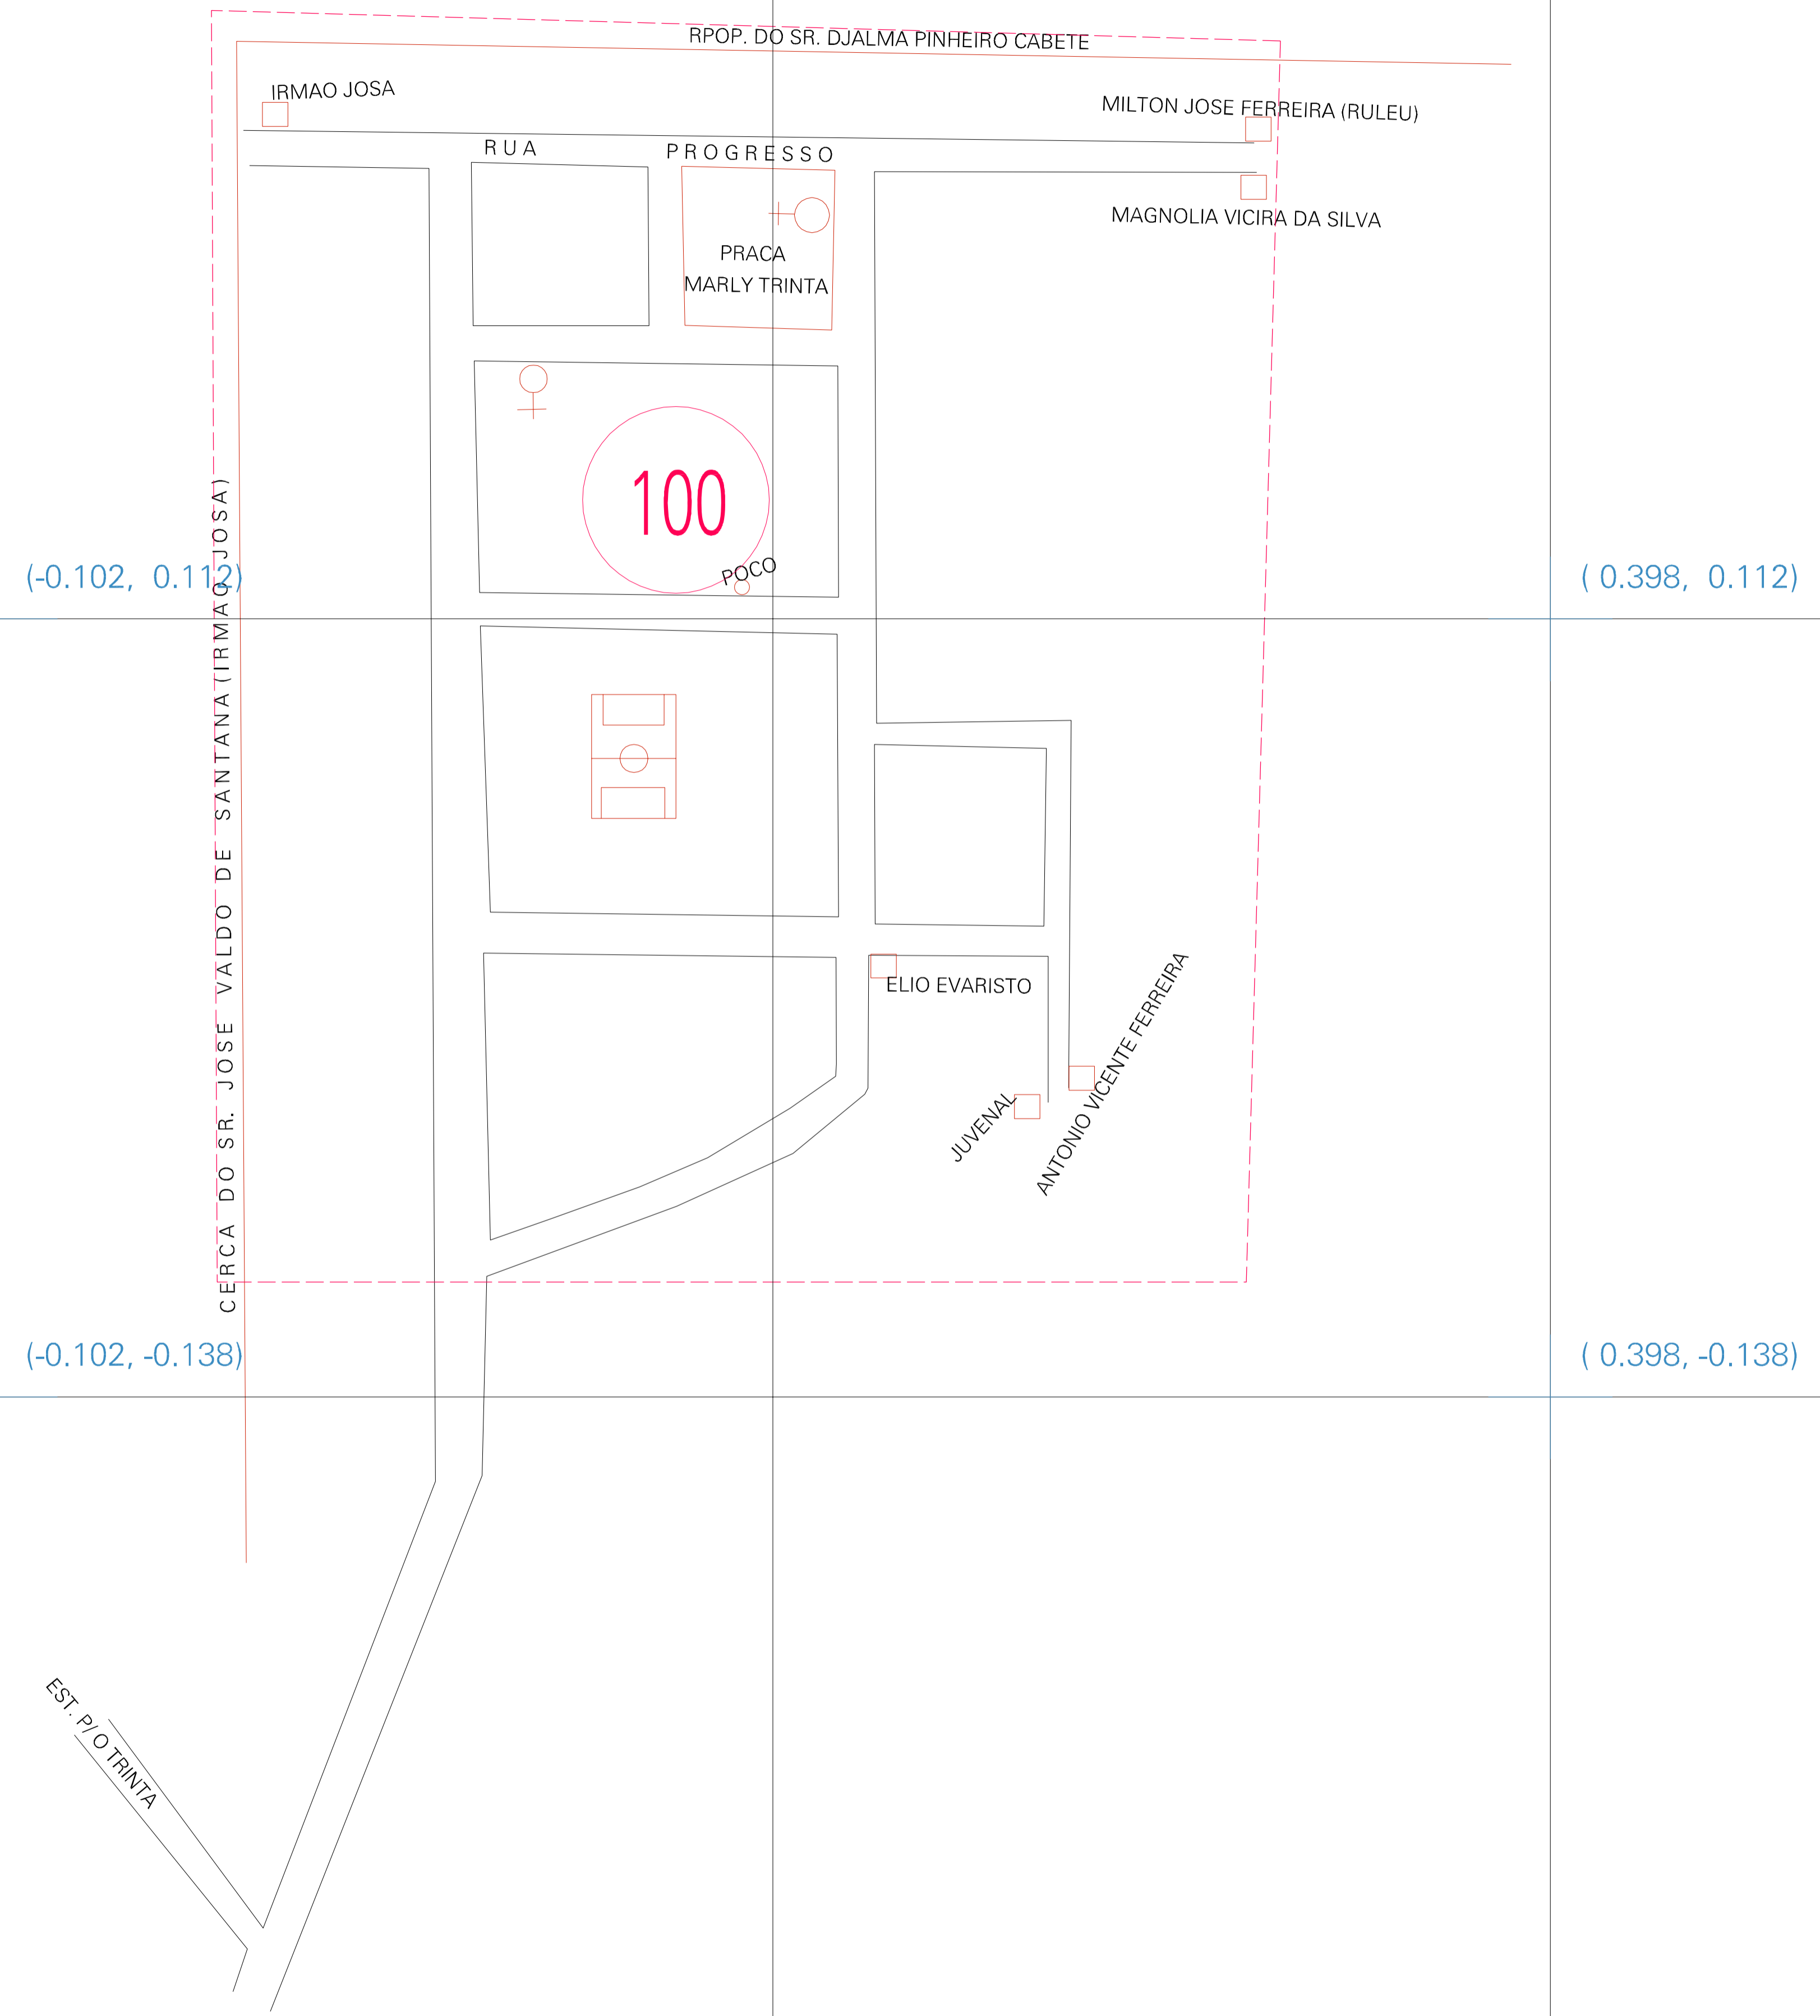 RPOP. DO SR. DJALMA PINHEIRO CABETE
IRMAO JOSA
MILTON JOSE FERREIRA (RULEU)
RUA PROGRESSO
MAGNOLIA VICIRA DA SILVA
PRACA
MARLY TRINTA
100
POCO
(-0.102, 0.112)
( 0.398, 0.112)
CERCA DO SR. JOSE VALDO DE SANTANA (IRMAO JOSA)
ELIO EVARISTO
JUVENAL
ANTONIO VICENTE FERREIRA
(-0.102, -0.138)
( 0.398, -0.138)
EST. P/ O TRINTA